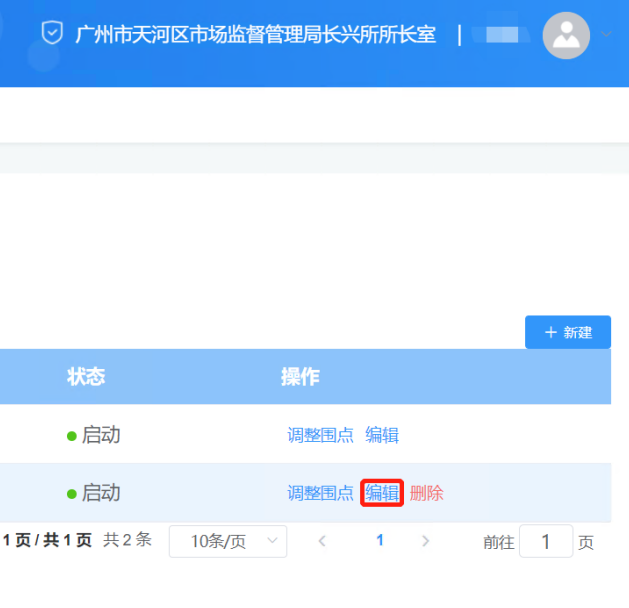 广州市天河区市场监督管理局长兴所所长室 |
+ 新建
状态 操作
启动 调整围点 编辑
启动 调整围点 编辑 删除
1页/共1页 共2条 10条/页 < 1 > 前往 1 页